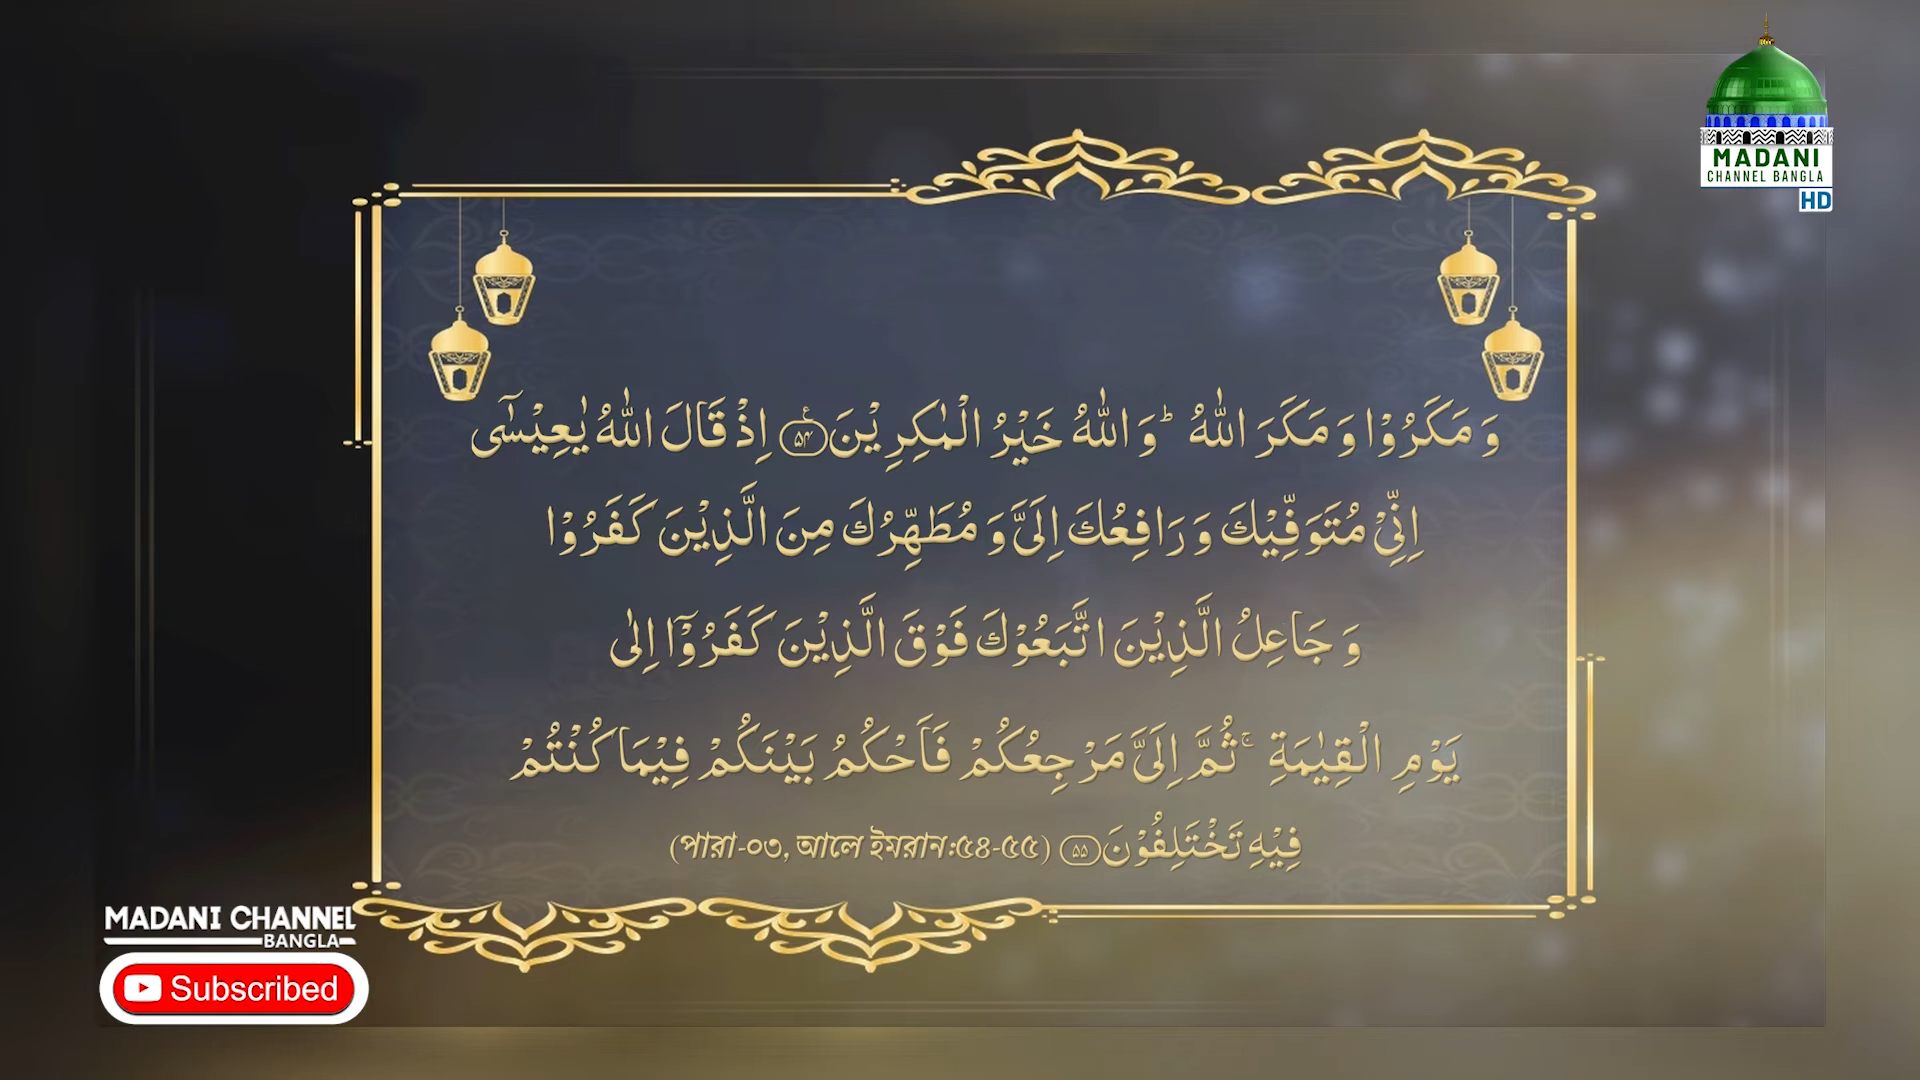 MADANI
CHANNEL BANGLA
HD
وَ مَكَرُوْا وَ مَكَرَ اللّٰهُ ؕ وَ اللّٰهُ خَیْرُ الْمٰكِرِیْنَ۠(۵۴) اِذْ قَالَ اللّٰهُ یٰعِیْسٰۤى
اِنِّیْ مُتَوَفِّیْكَ وَ رَافِعُكَ اِلَیَّ وَ مُطَهِّرُكَ مِنَ الَّذِیْنَ كَفَرُوْا
وَ جَاعِلُ الَّذِیْنَ اتَّبَعُوْكَ فَوْقَ الَّذِیْنَ كَفَرُوْۤا اِلٰى
یَوْمِ الْقِیٰمَةِ ۚ ثُمَّ اِلَیَّ مَرْجِعُكُمْ فَاَحْكُمُ بَیْنَكُمْ فِیْمَا كُنْتُمْ
فِیْهِ تَخْتَلِفُوْنَ(۵۵) (পারা-০৩, আলে ইমরান:৫৪-৫৫)
MADANI CHANNEL
BANGLA
Subscribed